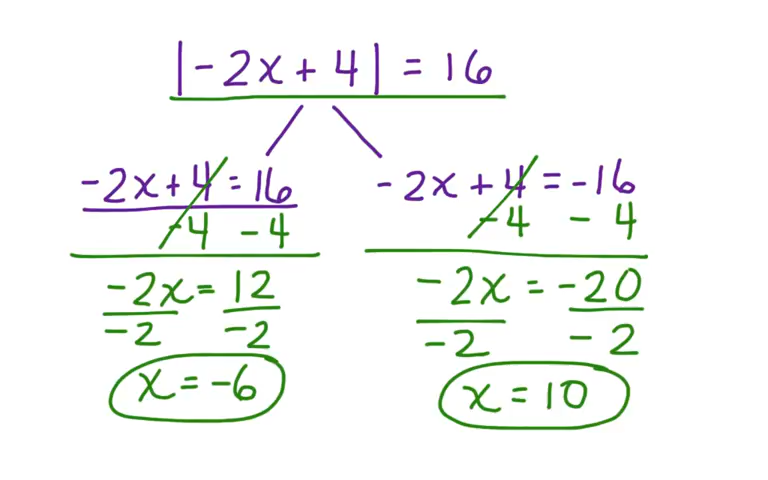 |-2x + 4| = 16
-2x + 4 = 16
-4 -4
-2x = 12
-2 -2
x = -6
-2x + 4 = -16
-4 -4
-2x = -20
-2 -2
x = 10